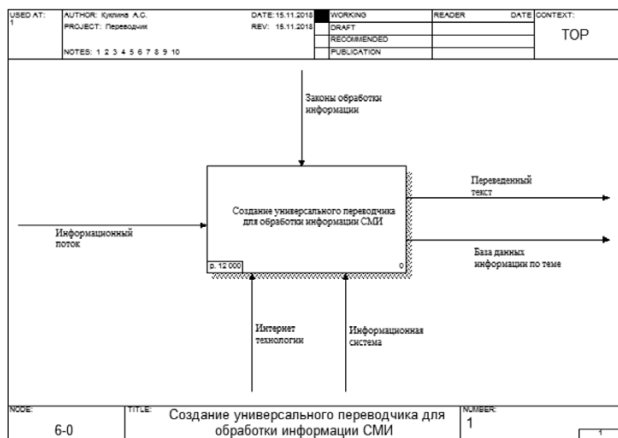 USED AT:
1
AUTHOR: Куклина А.С.
PROJECT: Переводчик
NOTES: 1 2 3 4 5 6 7 8 9 10
DATE: 15.11.2018
REV: 15.11.2018
WORKING
DRAFT
RECOMMENDED
PUBLICATION
READER
DATE
CONTEXT:
TOP
Законы обработки
информации
Информационный
поток
Создание универсального переводчика
для обработки информации СМИ
р. 12 000
0
Переведенный
текст
База данных
информации по теме
Интернет
технологии
Информационная
система
NODE:
6-0
TITLE:
Создание универсального переводчика для
обработки информации СМИ
NUMBER:
1
1